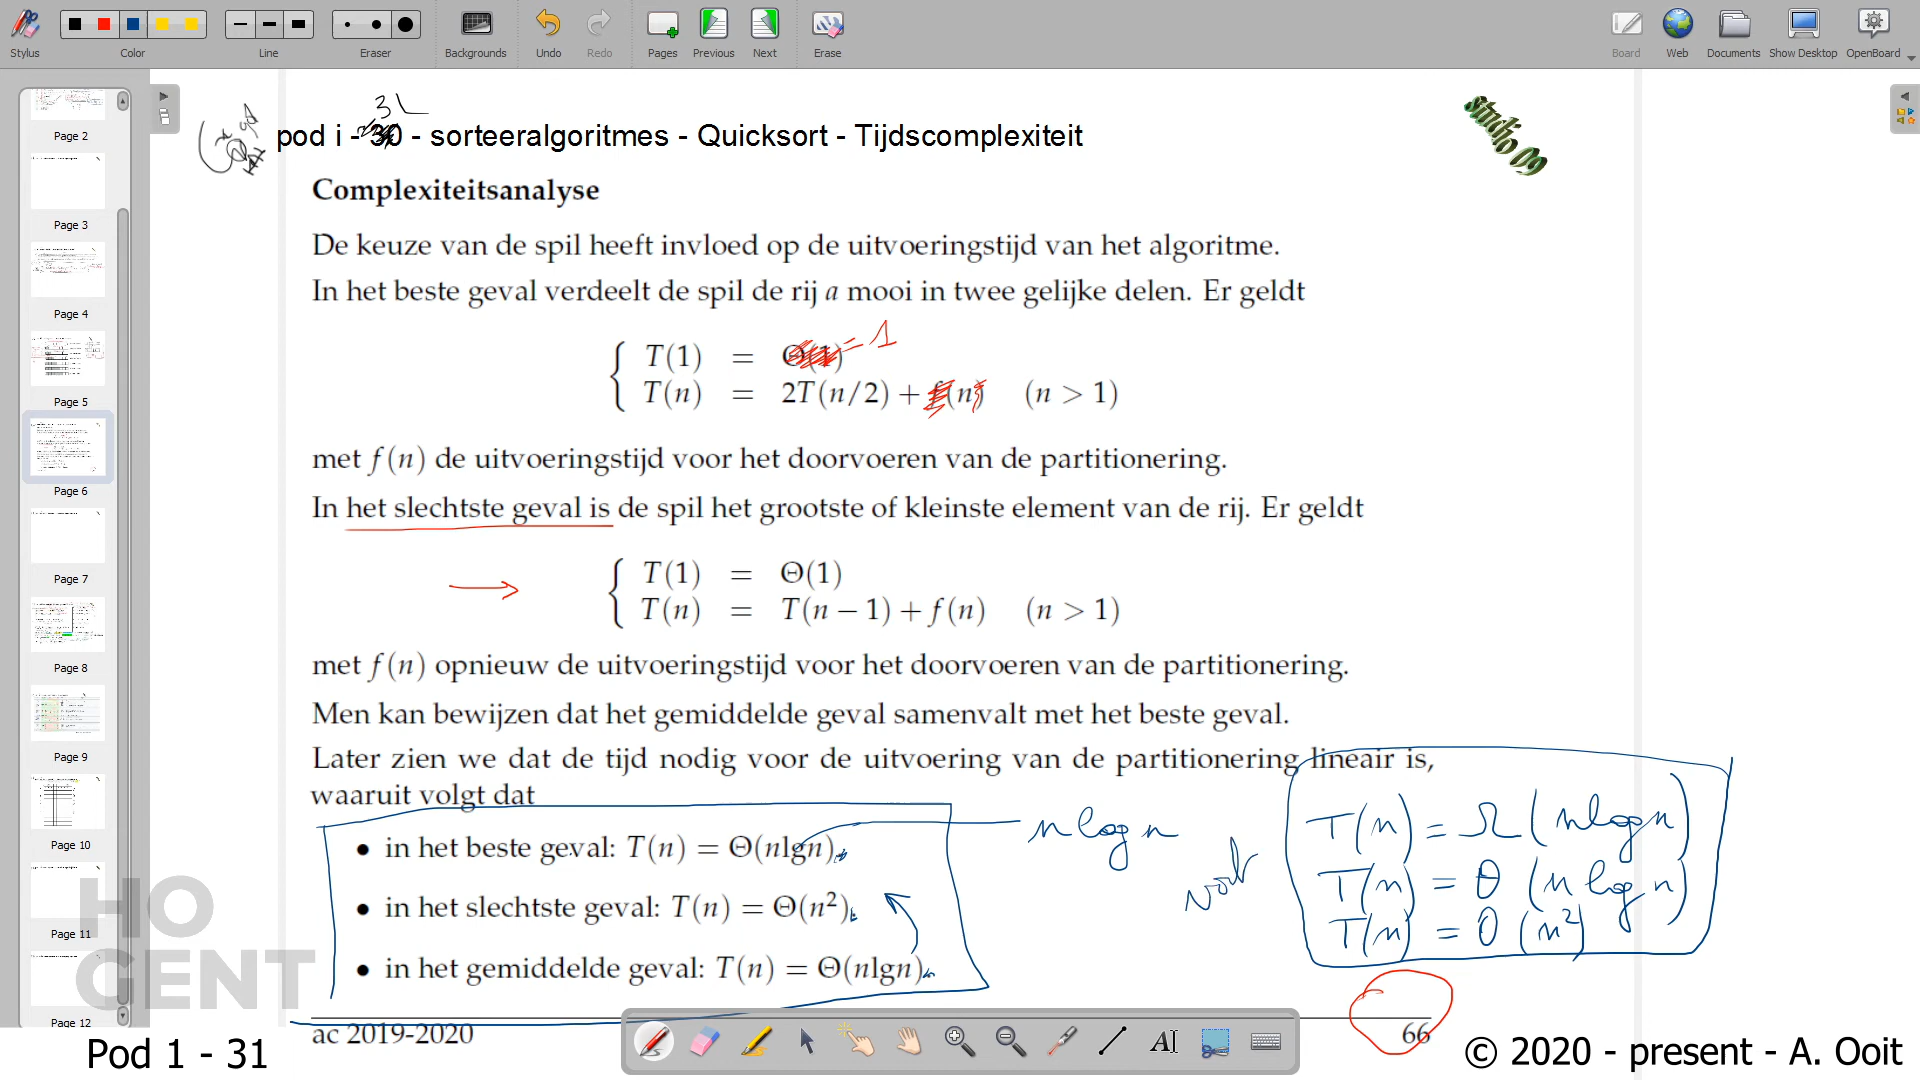 Stylus Color Line Eraser Backgrounds Undo Redo Pages Previous Next Erase Board Web Documents Show Desktop OpenBoard
Page 2
Page 3
Page 4
Page 5
Page 6
Page 7
Page 8
Page 9
Page 10
Page 11
Page 12
31
pod i - 30 - sorteeralgoritmes - Quicksort - Tijdscomplexiteit
studio 09
Complexiteitsanalyse
De keuze van de spil heeft invloed op de uitvoeringstijd van het algoritme.
In het beste geval verdeelt de spil de rij a mooi in twee gelijke delen. Er geldt
T(1) = Θ(1) = 1
T(n) = 2T(n/2) + f(n) (n > 1)
met f(n) de uitvoeringstijd voor het doorvoeren van de partitionering.
In het slechtste geval is de spil het grootste of kleinste element van de rij. Er geldt
T(1) = Θ(1)
T(n) = T(n − 1) + f(n) (n > 1)
met f(n) opnieuw de uitvoeringstijd voor het doorvoeren van de partitionering.
Men kan bewijzen dat het gemiddelde geval samenvalt met het beste geval.
Later zien we dat de tijd nodig voor de uitvoering van de partitionering lineair is,
waaruit volgt dat
• in het beste geval: T(n) = Θ(nlgn)
• in het slechtste geval: T(n) = Θ(n²)
• in het gemiddelde geval: T(n) = Θ(nlgn)
n log n
T(n) = Ω (n log n)
T(n) = Θ (n log n)
T(n) = O (n²)
HO
GENT
ac 2019-2020
66
Pod 1 - 31
© 2020 - present - A. Ooit